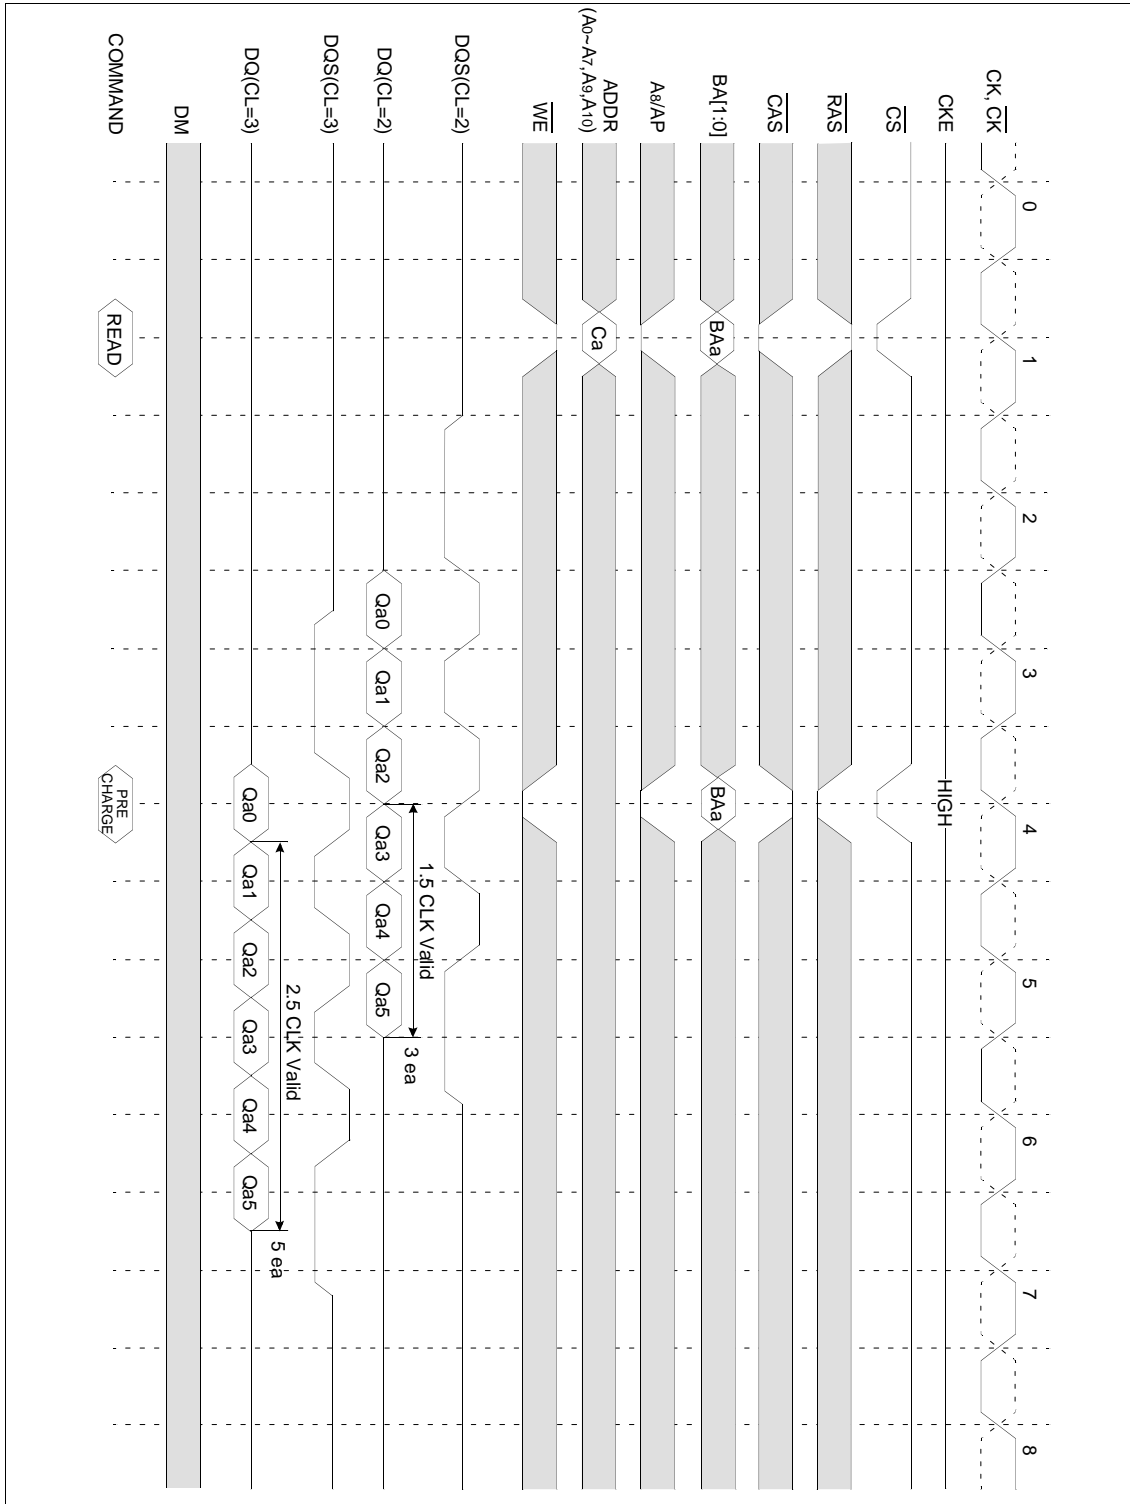 0 1 2 3 4 5 6 7 8
CK, CK
CKE
HIGH
CS
RAS
CAS
BA[1:0]
BAa
BAa
A8/AP
ADDR
(A0~A7,A9,A10)
Ca
WE
DQS(CL=2)
1.5 CLK Valid
3 ea
DQ(CL=2)
Qa0 Qa1 Qa2 Qa3 Qa4 Qa5
DQS(CL=3)
2.5 CLK Valid
5 ea
DQ(CL=3)
Qa0 Qa1 Qa2 Qa3 Qa4 Qa5
DM
COMMAND
READ
PRE
CHARGE